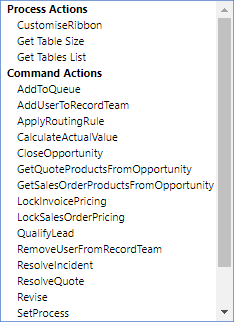 Process Actions
CustomiseRibbon
Get Table Size
Get Tables List
Command Actions
AddToQueue
AddUserToRecordTeam
ApplyRoutingRule
CalculateActualValue
CloseOpportunity
GetQuoteProductsFromOpportunity
GetSalesOrderProductsFromOpportunity
LockInvoicePricing
LockSalesOrderPricing
QualifyLead
RemoveUserFromRecordTeam
ResolveIncident
ResolveQuote
Revise
SetProcess